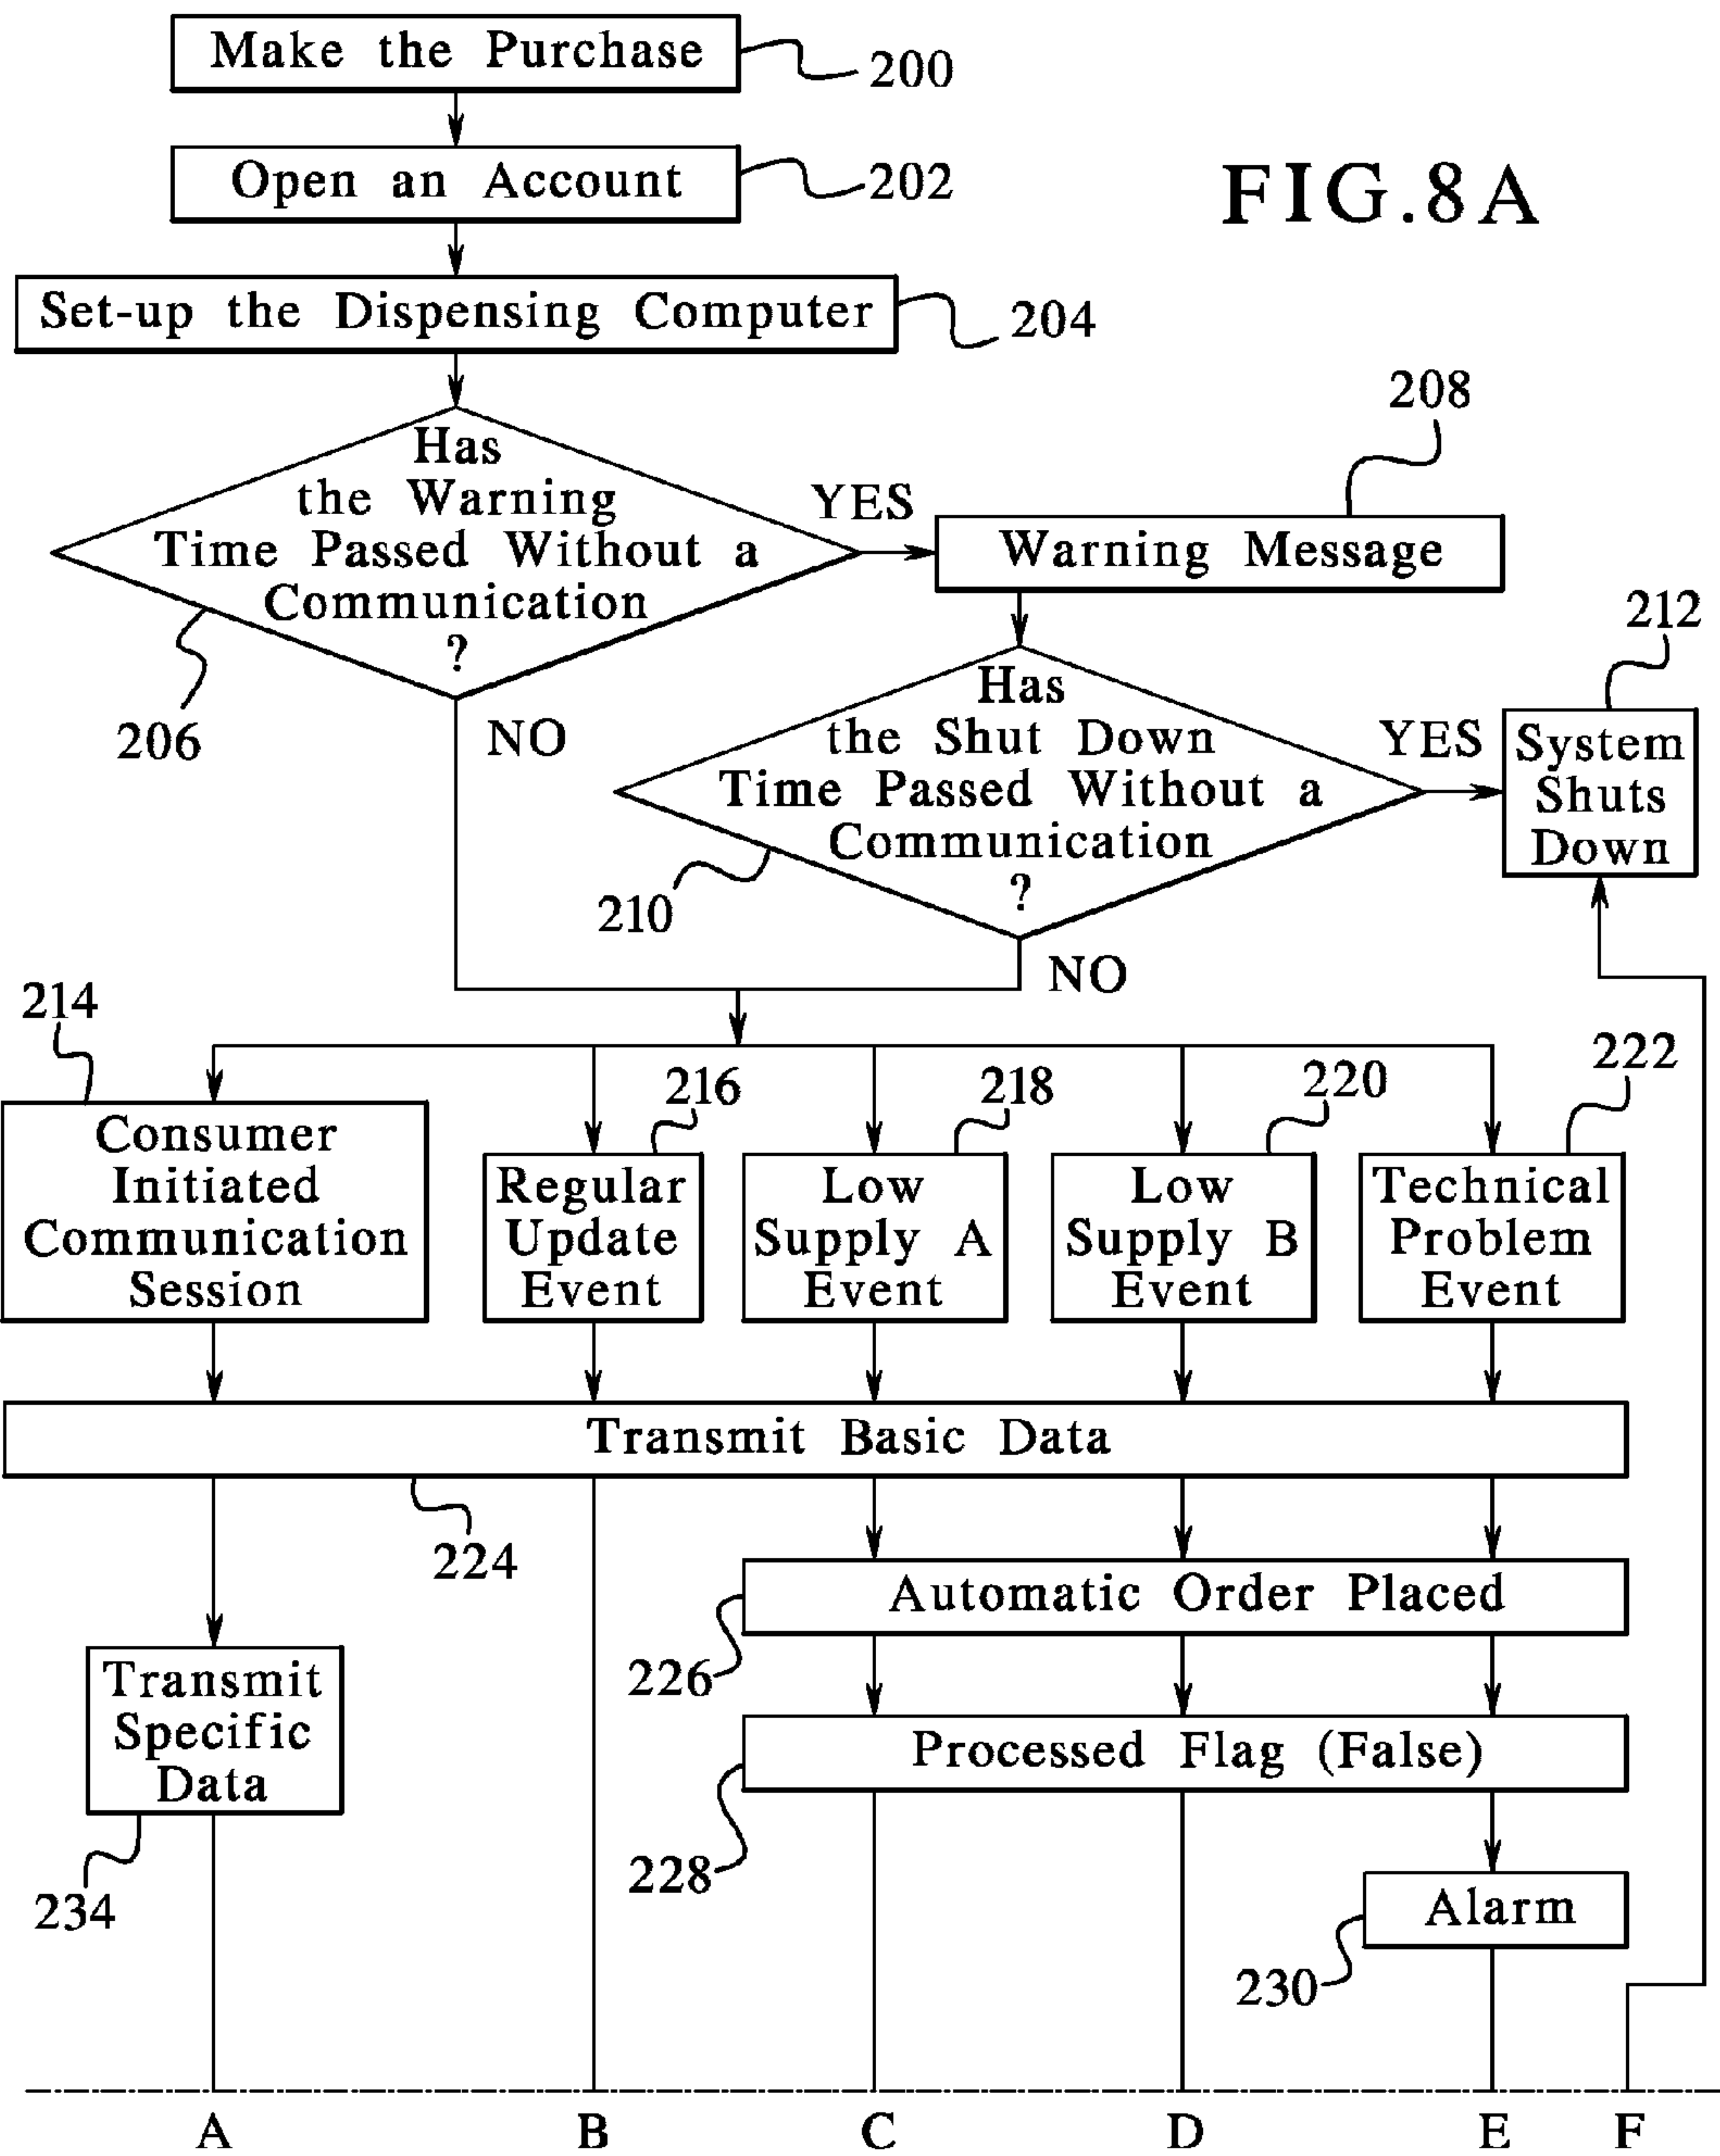 Make the Purchase
200
Open an Account
202
FIG.8A
Set-up the Dispensing Computer
204
208
Has
the Warning
Time Passed Without a
Communication
?
YES
Warning Message
206
NO
212
Has
the Shut Down
Time Passed Without a
Communication
?
YES
System
Shuts
Down
210
NO
214
216
218
220
222
Consumer
Initiated
Communication
Session
Regular
Update
Event
Low
Supply A
Event
Low
Supply B
Event
Technical
Problem
Event
Transmit Basic Data
224
Automatic Order Placed
226
Transmit
Specific
Data
Processed Flag (False)
228
234
Alarm
230
A B C D E F